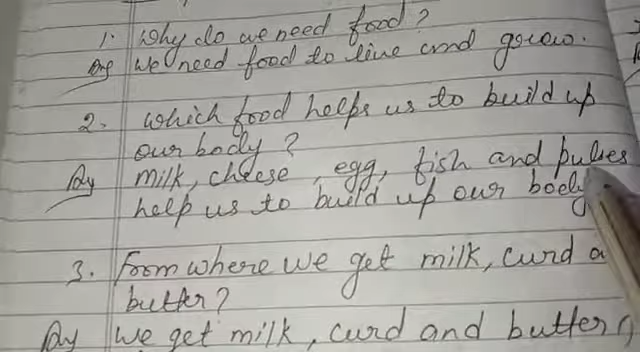 1. Why do we need food?
Ans we need food to live and grow.
2. which food helps us to build up
our body?
Ans milk, cheese, egg, fish and pulses
help us to build up our body
3. From where we get milk, curd a
butter?
Ans we get milk, curd and butter